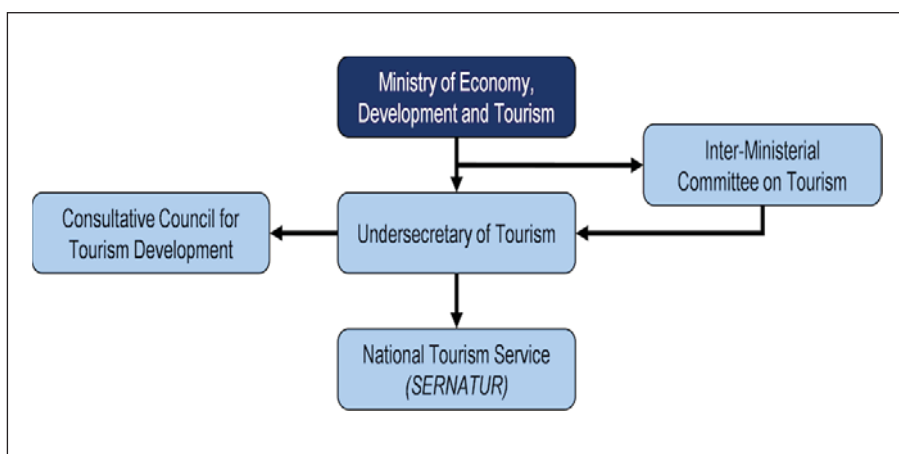 Ministry of Economy,
Development and Tourism
Inter-Ministerial
Committee on Tourism
Consultative Council for
Tourism Development
Undersecretary of Tourism
National Tourism Service
(SERNATUR)